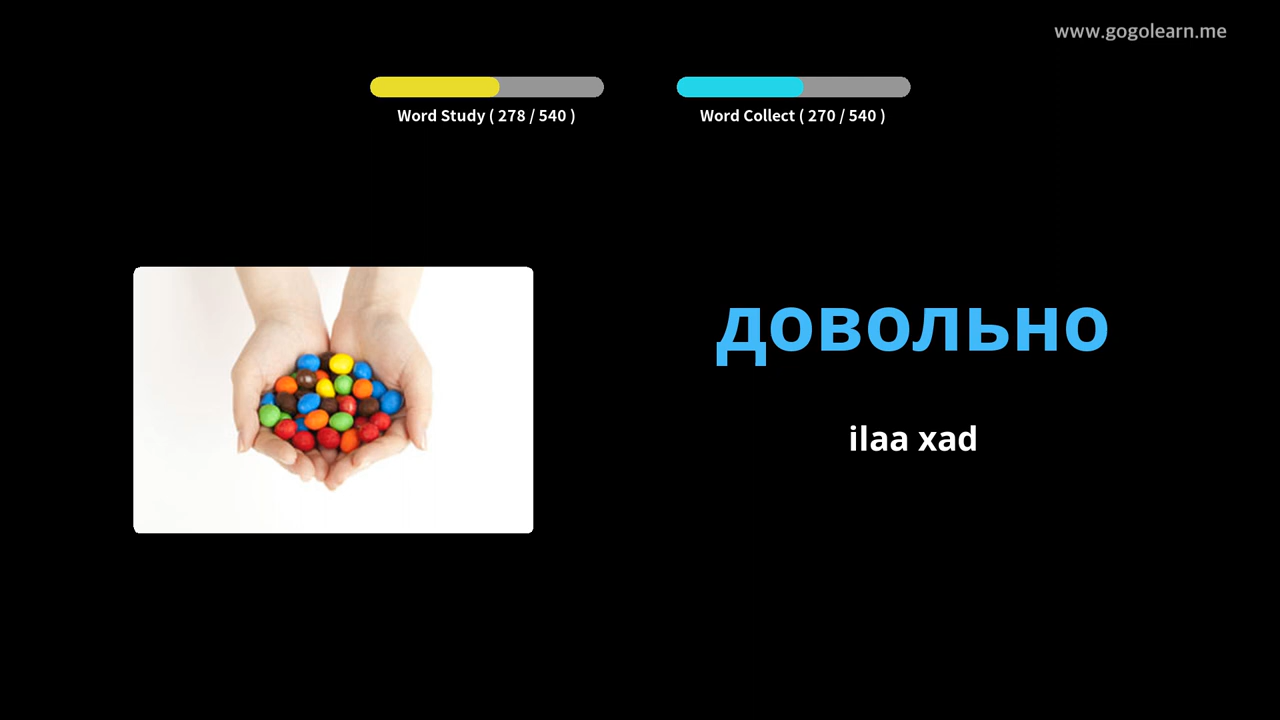 www.gogolearn.me
Word Study ( 278 / 540 )
Word Collect ( 270 / 540 )
довольно
ilaa xad